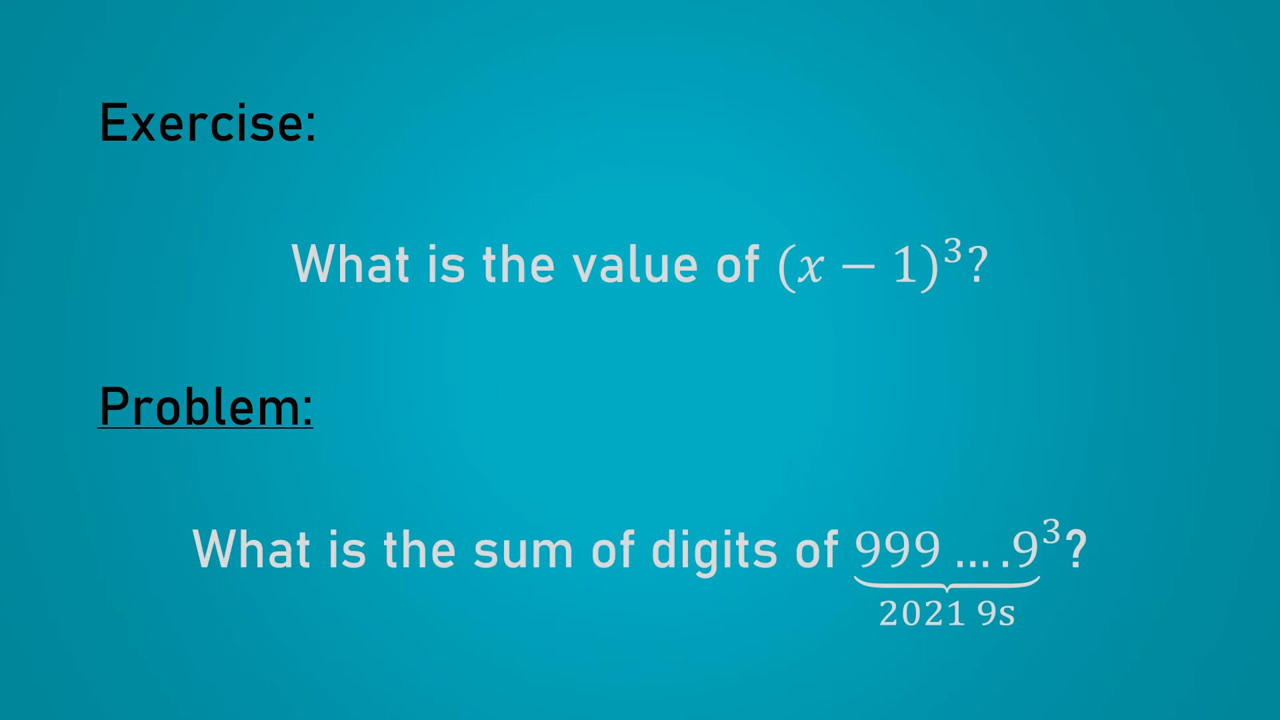 Exercise:
What is the value of (x − 1)³?
Problem:
What is the sum of digits of 999 ... .9³?
2021 9s